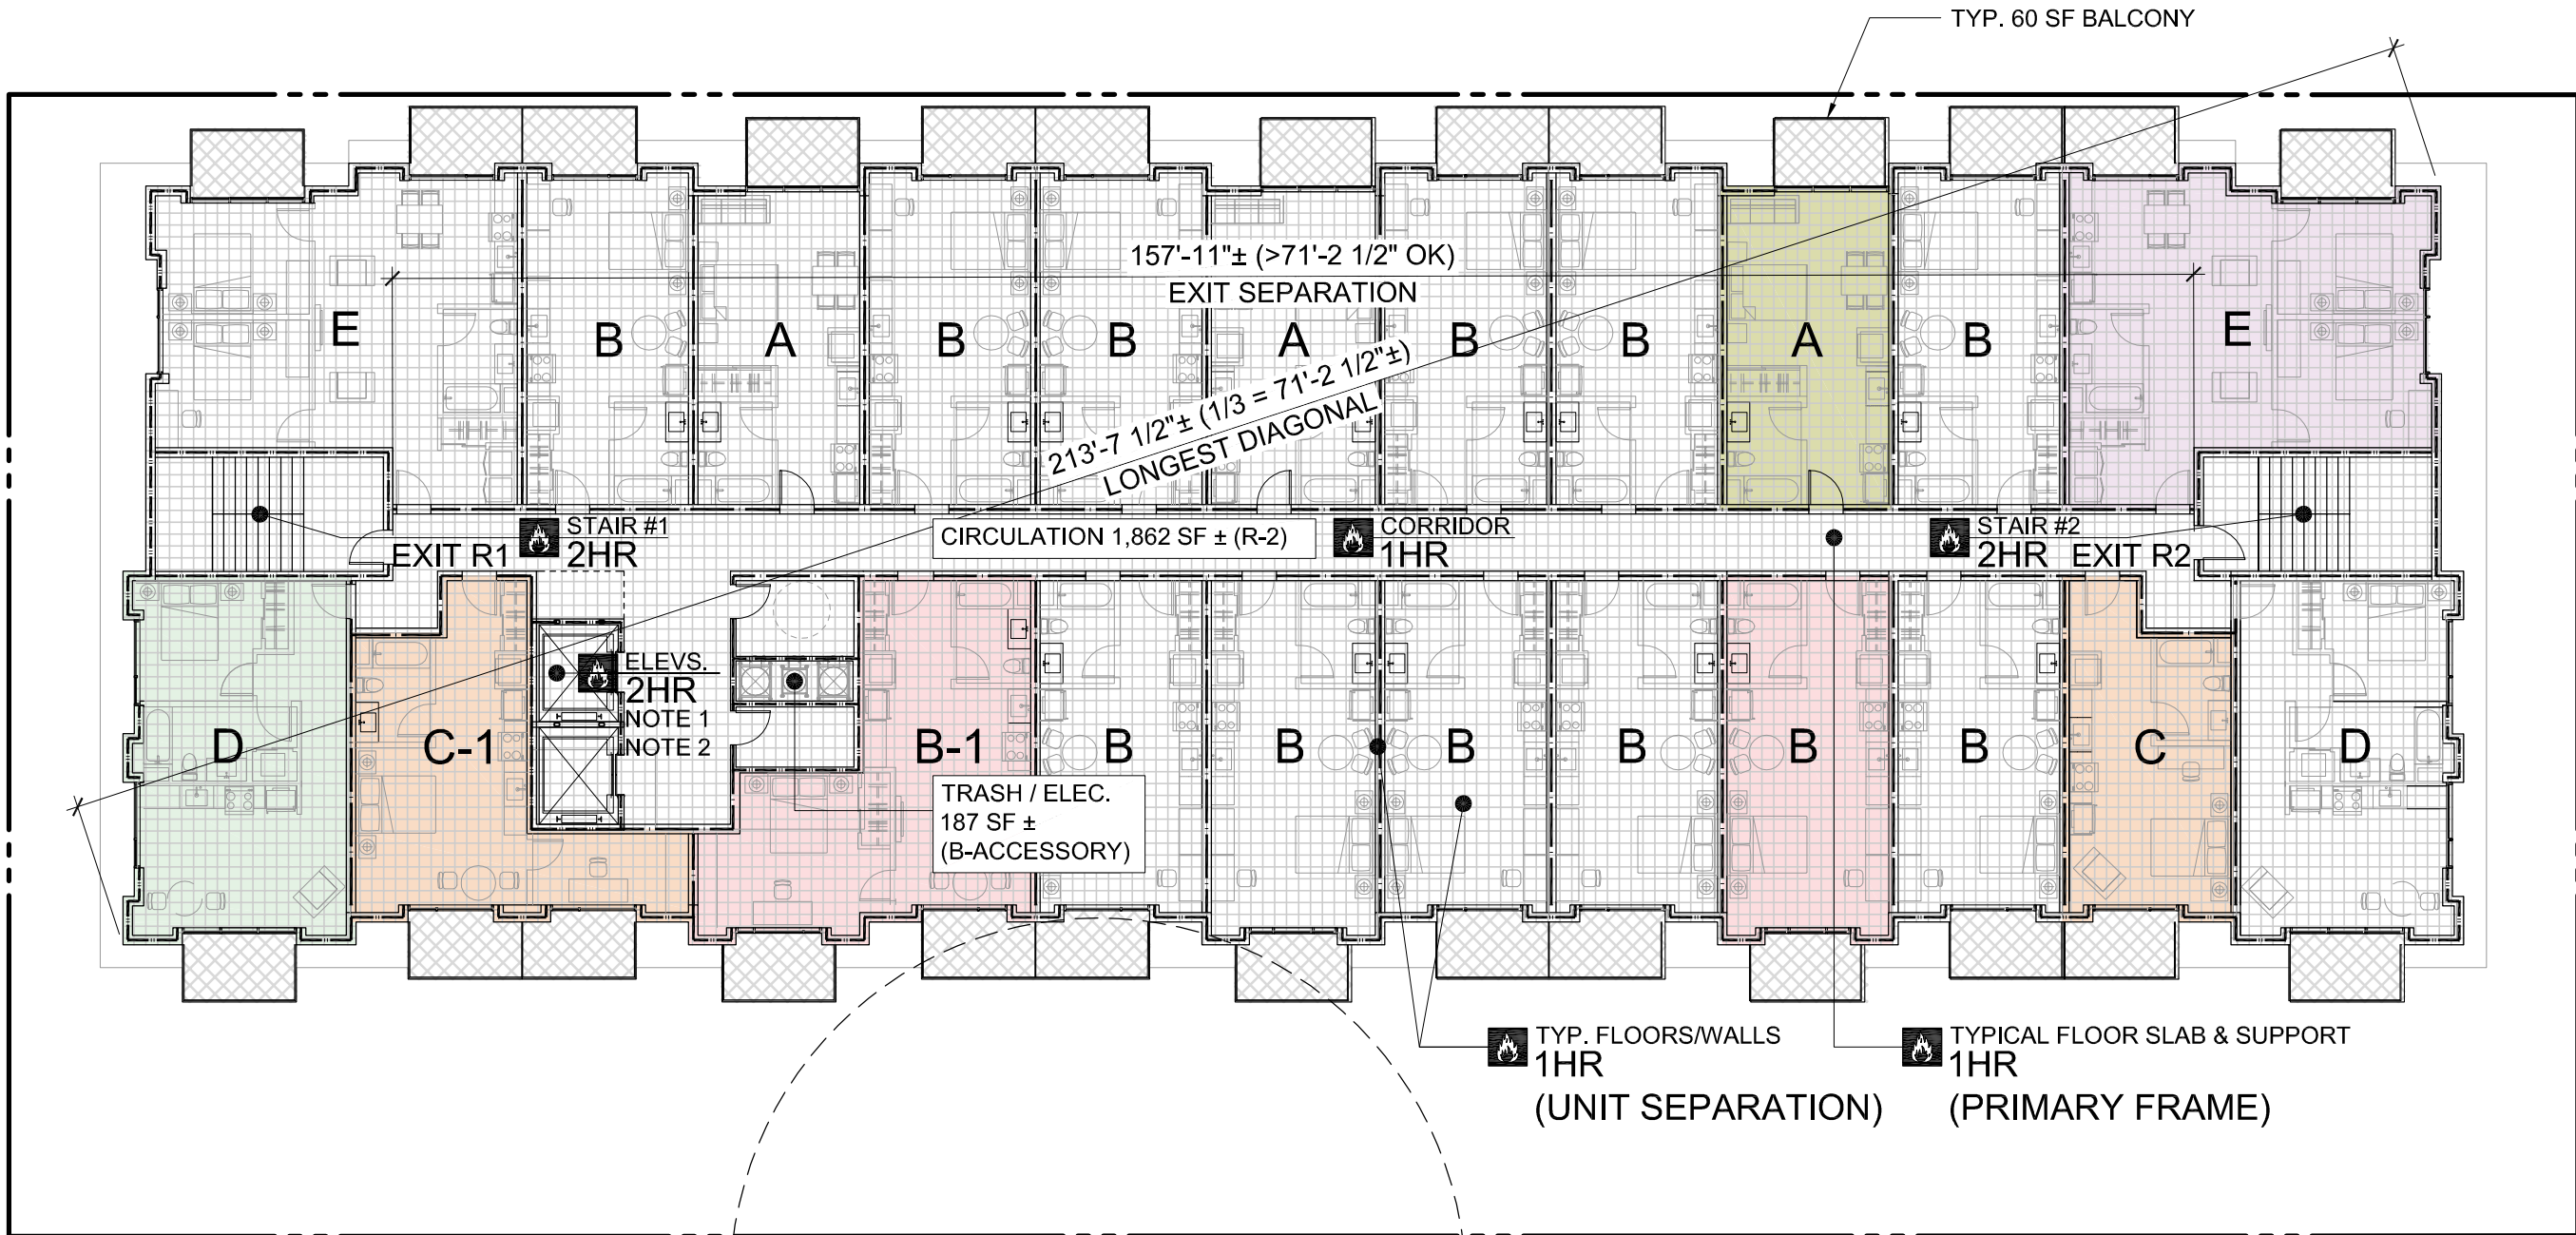 TYP. 60 SF BALCONY
157'-11"± (>71'-2 1/2" OK)
EXIT SEPARATION
E
B
A
B
B
A
B
B
A
B
E
213'-7 1/2"± (1/3 = 71'-2 1/2"±)
LONGEST DIAGONAL
STAIR #1
2HR
EXIT R1
CIRCULATION 1,862 SF ± (R-2)
CORRIDOR
1HR
STAIR #2
2HR
EXIT R2
ELEVS.
2HR
NOTE 1
NOTE 2
D
C-1
B-1
B
B
B
B
B
B
C
D
TRASH / ELEC.
187 SF ±
(B-ACCESSORY)
TYP. FLOORS/WALLS
1HR
(UNIT SEPARATION)
TYPICAL FLOOR SLAB & SUPPORT
1HR
(PRIMARY FRAME)